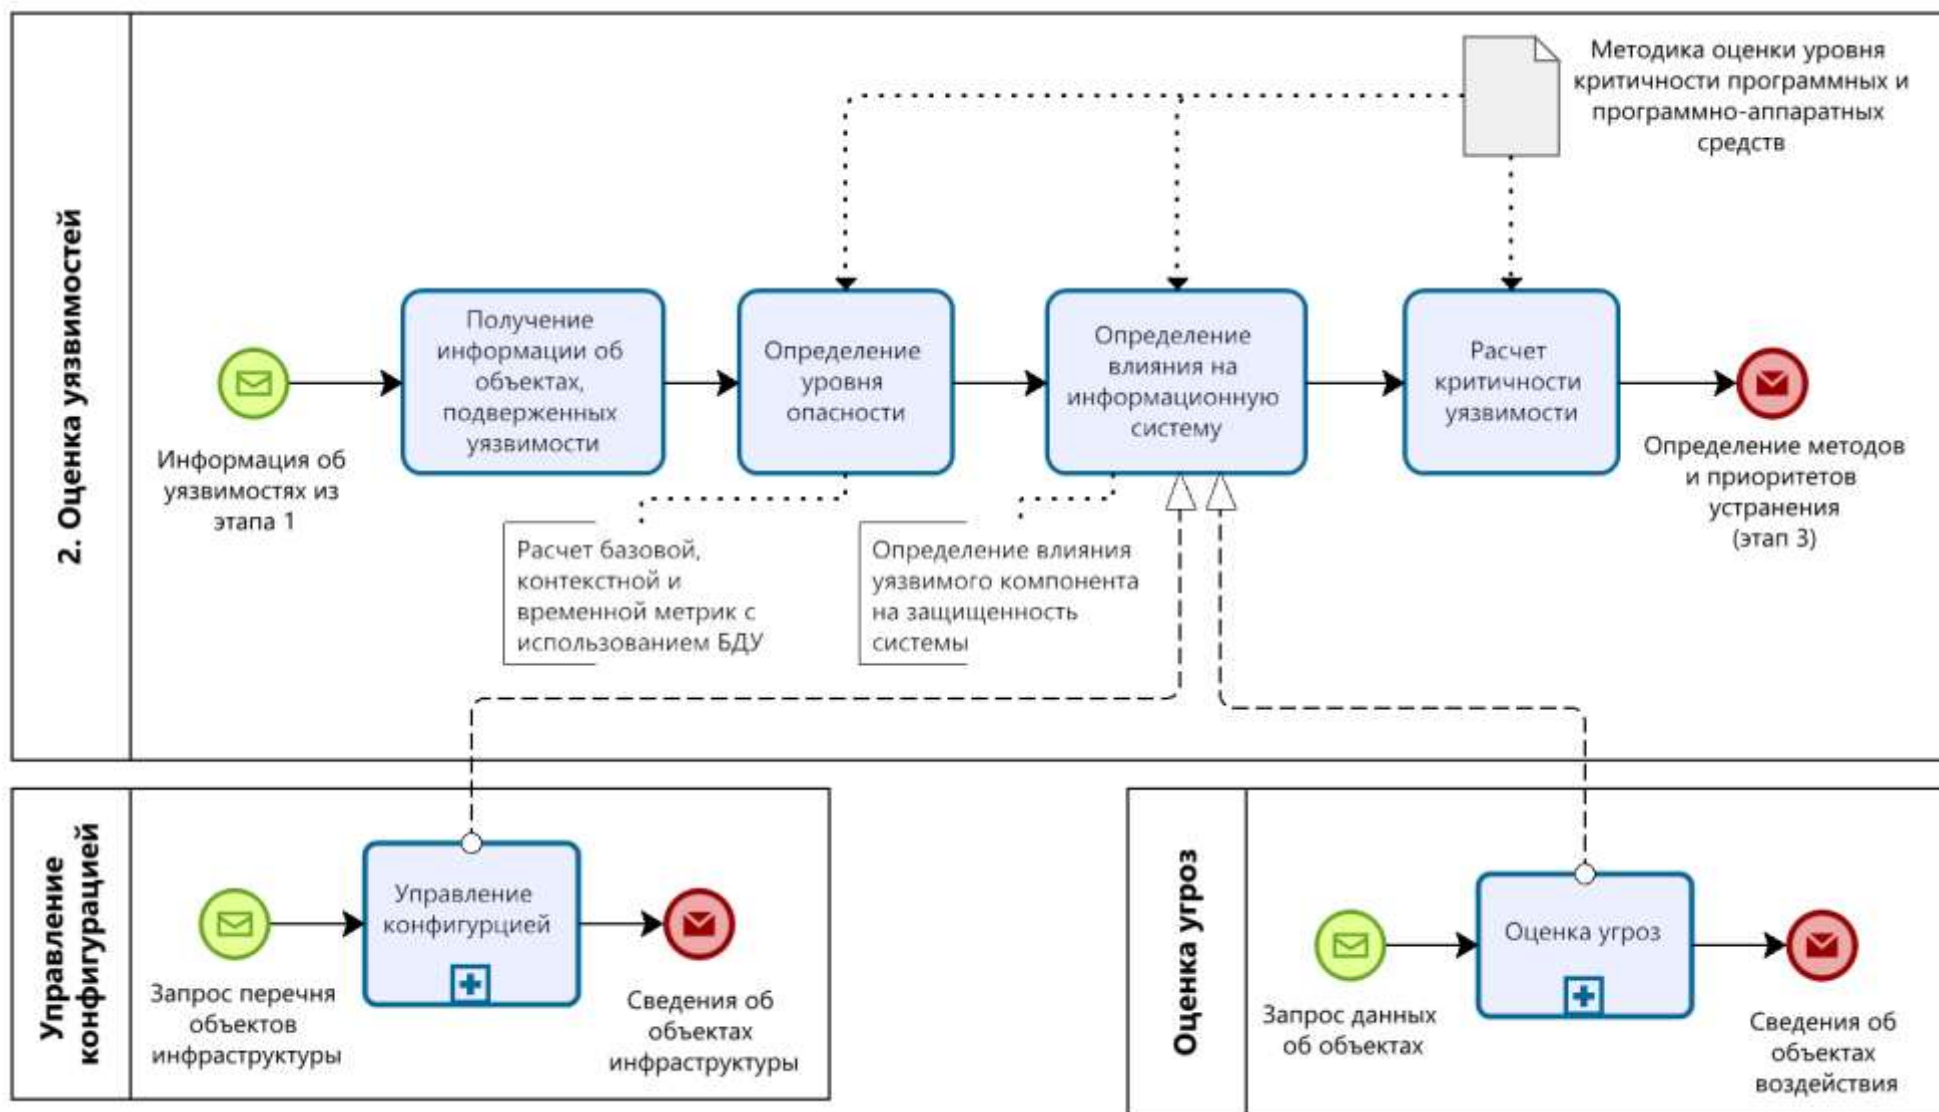 2. Оценка уязвимостей
Методика оценки уровня
критичности программных и
программно-аппаратных
средств
Информация об
уязвимостях из
этапа 1
Получение
информации об
объектах,
подверженных
уязвимости
Определение
уровня
опасности
Определение
влияния на
информационную
систему
Расчет
критичности
уязвимости
Определение методов
и приоритетов
устранения
(этап 3)
Расчет базовой,
контекстной и
временной метрик с
использованием БДУ
Определение влияния
уязвимого компонента
на защищенность
системы
Управление
конфигурацией
Запрос перечня
объектов
инфраструктуры
Управление
конфигурцией
Сведения об
объектах
инфраструктуры
Оценка угроз
Запрос данных
об объектах
Оценка угроз
Сведения об
объектах
воздействия